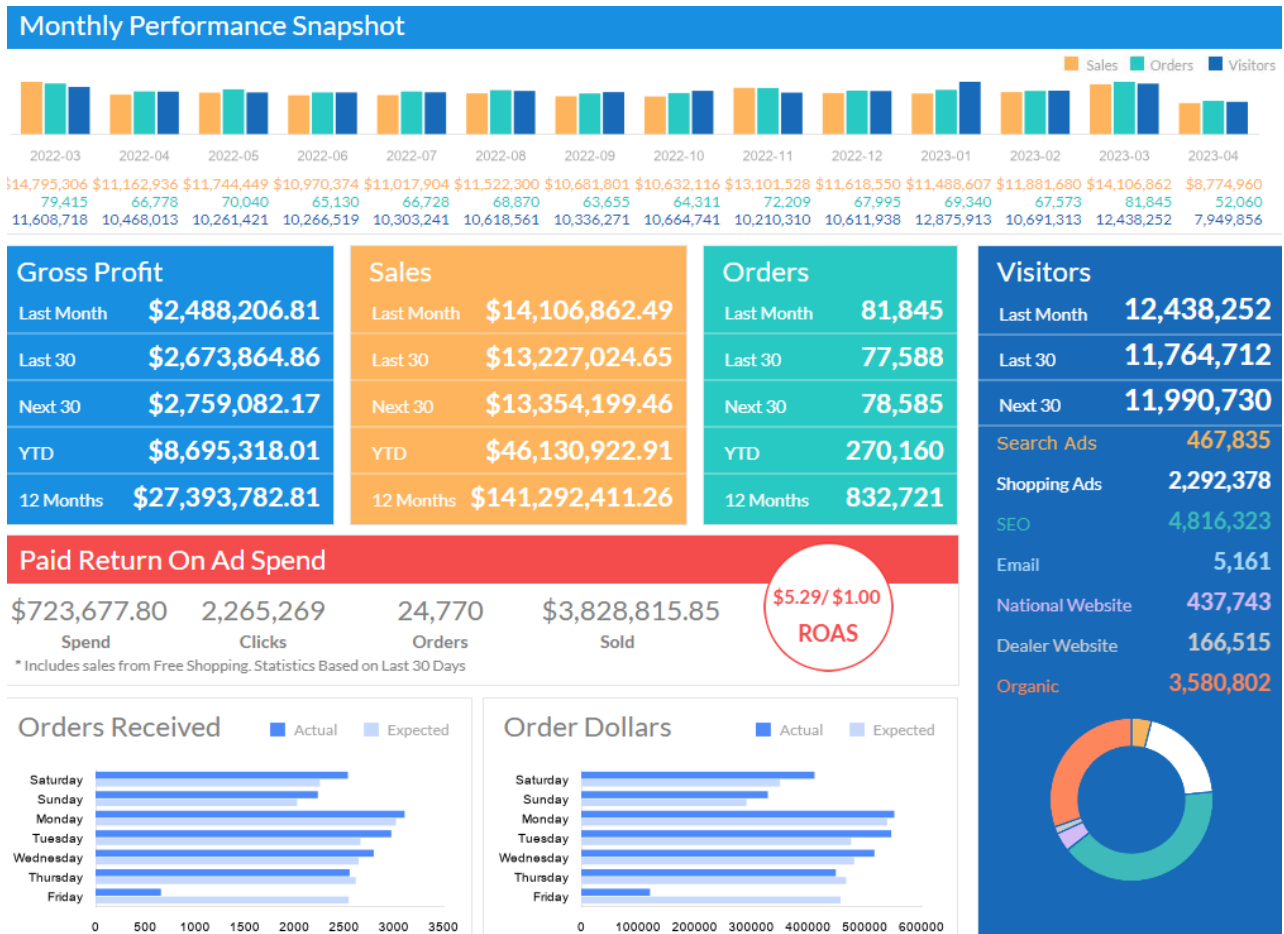 Monthly Performance Snapshot
Sales Orders Visitors
2022-03 2022-04 2022-05 2022-06 2022-07 2022-08 2022-09 2022-10 2022-11 2022-12 2023-01 2023-02 2023-03 2023-04
$14,795,306 $11,162,936 $11,744,449 $10,970,374 $11,017,904 $11,522,300 $10,681,801 $10,632,116 $13,101,528 $11,618,550 $11,488,607 $11,881,680 $14,106,862 $8,774,960
79,415 66,778 70,040 65,130 66,728 68,870 63,655 64,311 72,209 67,995 69,340 67,573 81,845 52,060
11,608,718 10,468,013 10,261,421 10,266,519 10,303,241 10,618,561 10,336,271 10,664,741 10,210,310 10,611,938 12,875,913 10,691,313 12,438,252 7,949,856
Gross Profit
Last Month $2,488,206.81
Last 30 $2,673,864.86
Next 30 $2,759,082.17
YTD $8,695,318.01
12 Months $27,393,782.81
Sales
Last Month $14,106,862.49
Last 30 $13,227,024.65
Next 30 $13,354,199.46
YTD $46,130,922.91
12 Months $141,292,411.26
Orders
Last Month 81,845
Last 30 77,588
Next 30 78,585
YTD 270,160
12 Months 832,721
Visitors
Last Month 12,438,252
Last 30 11,764,712
Next 30 11,990,730
Search Ads 467,835
Shopping Ads 2,292,378
SEO 4,816,323
Email 5,161
National Website 437,743
Dealer Website 166,515
Organic 3,580,802
Paid Return On Ad Spend
$723,677.80 2,265,269 24,770 $3,828,815.85
Spend Clicks Orders Sold
* Includes sales from Free Shopping. Statistics Based on Last 30 Days
$5.29/ $1.00
ROAS
Orders Received
Actual Expected
Saturday
Sunday
Monday
Tuesday
Wednesday
Thursday
Friday
0 500 1000 1500 2000 2500 3000 3500
Order Dollars
Actual Expected
Saturday
Sunday
Monday
Tuesday
Wednesday
Thursday
Friday
0 100000 200000 300000 400000 500000 600000